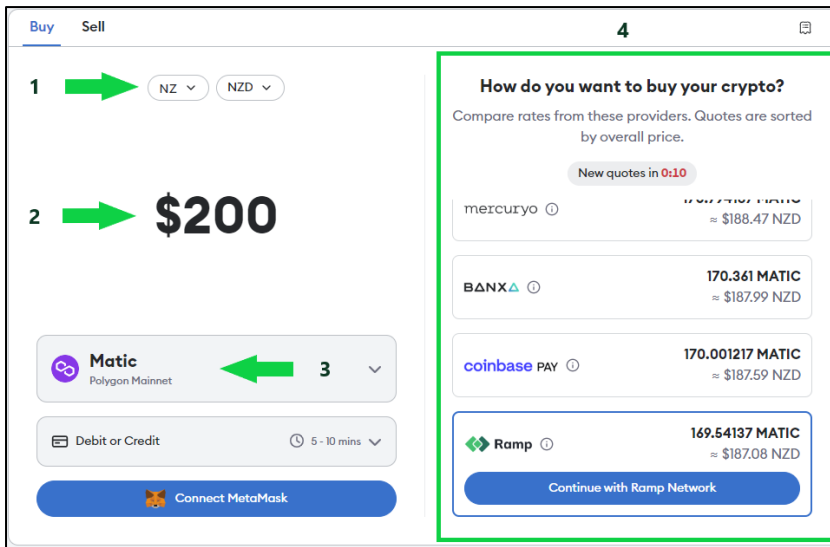 Buy Sell
4
1
NZ NZD
2
$200
Matic
Polygon Mainnet
3
Debit or Credit 5 - 10 mins
Connect MetaMask
How do you want to buy your crypto?
Compare rates from these providers. Quotes are sorted
by overall price.
New quotes in 0:10
mercuryo
≈ $188.47 NZD
BANXA
170.361 MATIC
≈ $187.99 NZD
coinbase PAY
170.001217 MATIC
≈ $187.59 NZD
Ramp
169.54137 MATIC
≈ $187.08 NZD
Continue with Ramp Network